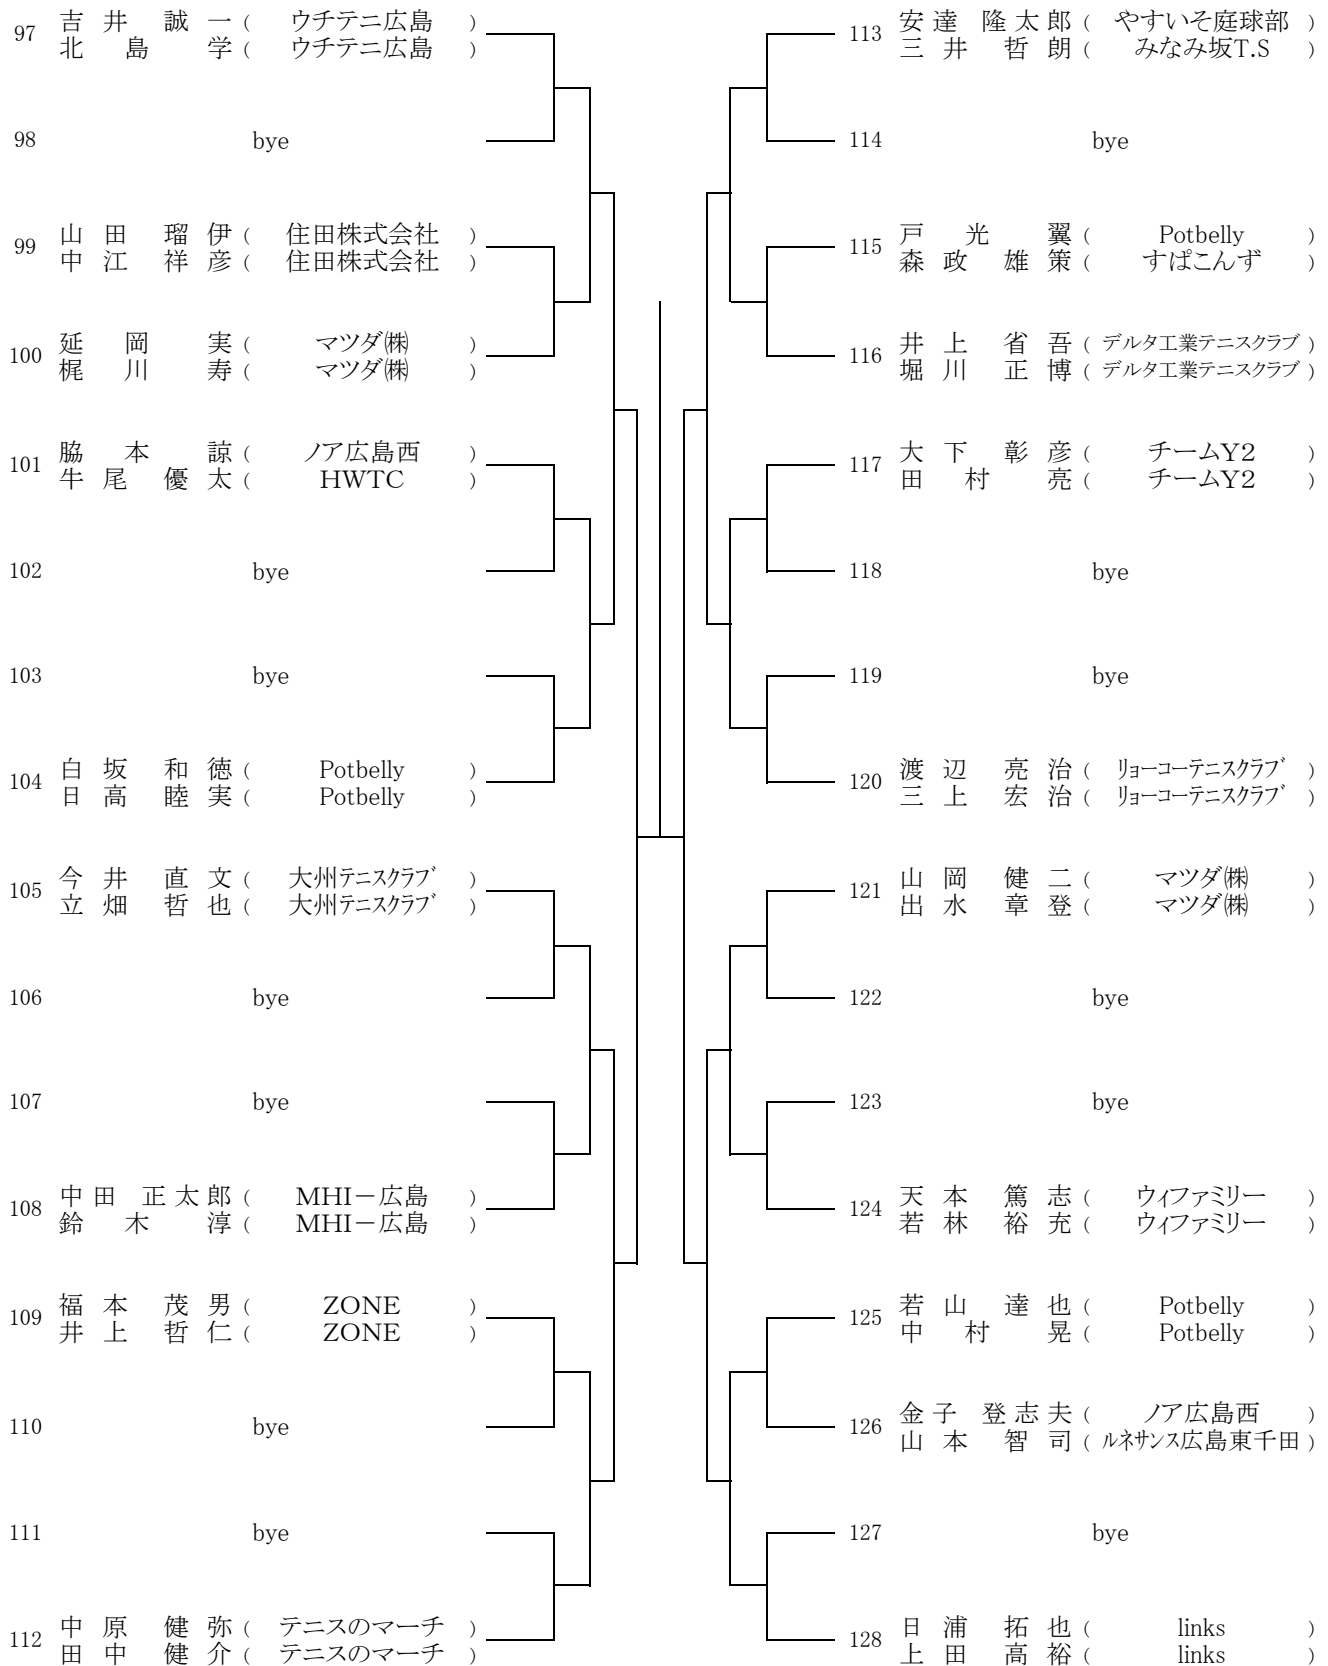 97 吉井 誠一 ( ウチテニ広島 )
北島 学 ( ウチテニ広島 )
98 bye
99 山田 瑠伊 ( 住田株式会社 )
中江 祥彦 ( 住田株式会社 )
100 延岡 実 ( マツダ㈱ )
梶川 寿 ( マツダ㈱ )
101 脇本 諒 ( ノア広島西 )
牛尾 優太 ( HWTC )
102 bye
103 bye
104 白坂 和徳 ( Potbelly )
日高 睦実 ( Potbelly )
105 今井 直文 ( 大州テニスクラブ )
立畑 哲也 ( 大州テニスクラブ )
106 bye
107 bye
108 中田 正太郎 ( MHI－広島 )
鈴木 淳 ( MHI－広島 )
109 福本 茂男 ( ZONE )
井上 哲仁 ( ZONE )
110 bye
111 bye
112 中原 健弥 ( テニスのマーチ )
田中 健介 ( テニスのマーチ )
113 安達 隆太郎 ( やすいそ庭球部 )
三井 哲朗 ( みなみ坂T.S )
114 bye
115 戸光 翼 ( Potbelly )
森政 雄策 ( すぱこんず )
116 井上 省吾 ( デルタ工業テニスクラブ )
堀川 正博 ( デルタ工業テニスクラブ )
117 大下 彰彦 ( チームY2 )
田村 亮 ( チームY2 )
118 bye
119 bye
120 渡辺 亮治 ( リョーコーテニスクラブ )
三上 宏治 ( リョーコーテニスクラブ )
121 山岡 健二 ( マツダ㈱ )
出水 章登 ( マツダ㈱ )
122 bye
123 bye
124 天本 篤志 ( ウィファミリー )
若林 裕充 ( ウィファミリー )
125 若山 達也 ( Potbelly )
中村 晃 ( Potbelly )
126 金子 登志夫 ( ノア広島西 )
山本 智司 ( ルネサンス広島東千田 )
127 bye
128 日浦 拓也 ( links )
上田 高裕 ( links )